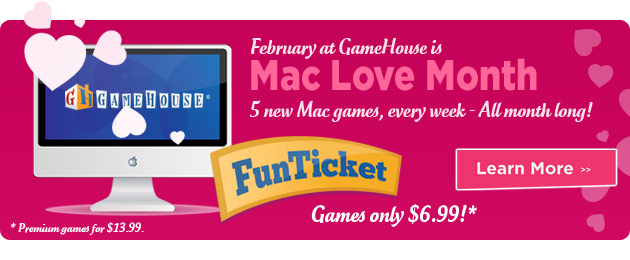 February at GameHouse is
Mac Love Month
5 new Mac games, every week - All month long!
GH GAMEHOUSE®
FunTicket
Learn More >>
Games only $6.99!*
* Premium games for $13.99.